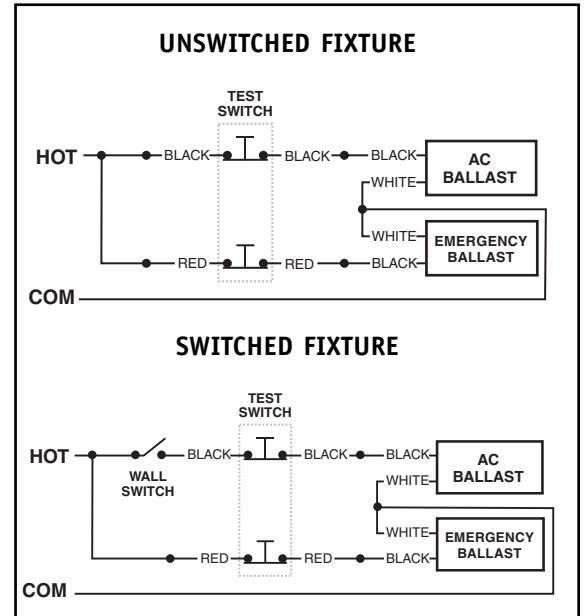 UNSWITCHED FIXTURE
TEST
SWITCH
HOT BLACK BLACK BLACK AC
BALLAST
WHITE
WHITE
EMERGENCY
BALLAST
RED RED BLACK
COM
SWITCHED FIXTURE
TEST
SWITCH
HOT BLACK BLACK BLACK AC
BALLAST
WALL
SWITCH
WHITE
WHITE
EMERGENCY
BALLAST
RED RED BLACK
COM